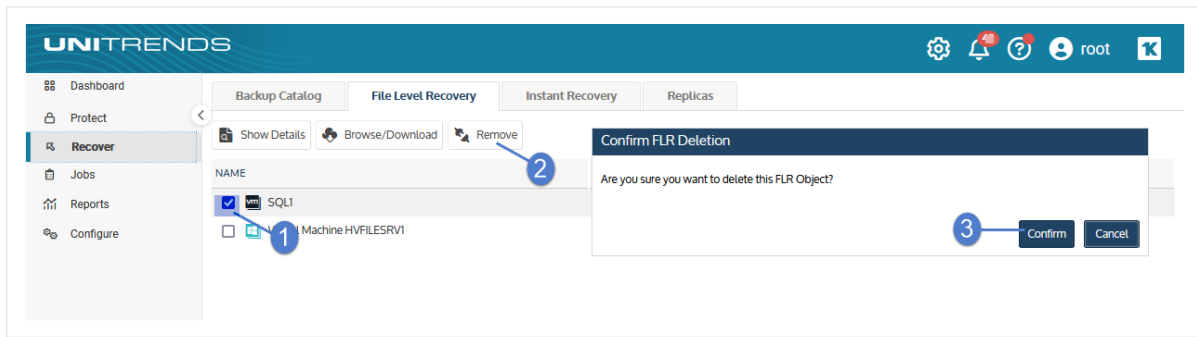 UNITRENDS
root
Dashboard
Protect
Recover
Jobs
Reports
Configure
Backup Catalog
File Level Recovery
Instant Recovery
Replicas
Show Details
Browse/Download
Remove
2
NAME
vm
SQL1
1
Machine HVFILESRV1
Confirm FLR Deletion
Are you sure you want to delete this FLR Object?
3
Confirm
Cancel